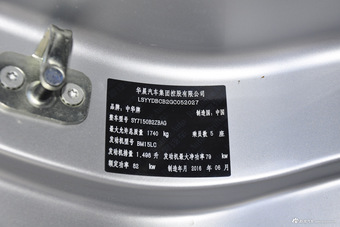 华晨汽车集团控股有限公司
LSYYDBCB2GC052027
品牌：中华牌 制造国：中国
整车型号 SY7150B2ZBAG
最大允许总质量 1740 kg 乘员数 5 座
发动机型号 BM15LC
发动机排量 1.498 升 发动机最大净功率 79 kw
额定功率 82 kw 制造年月 2016 年 06 月